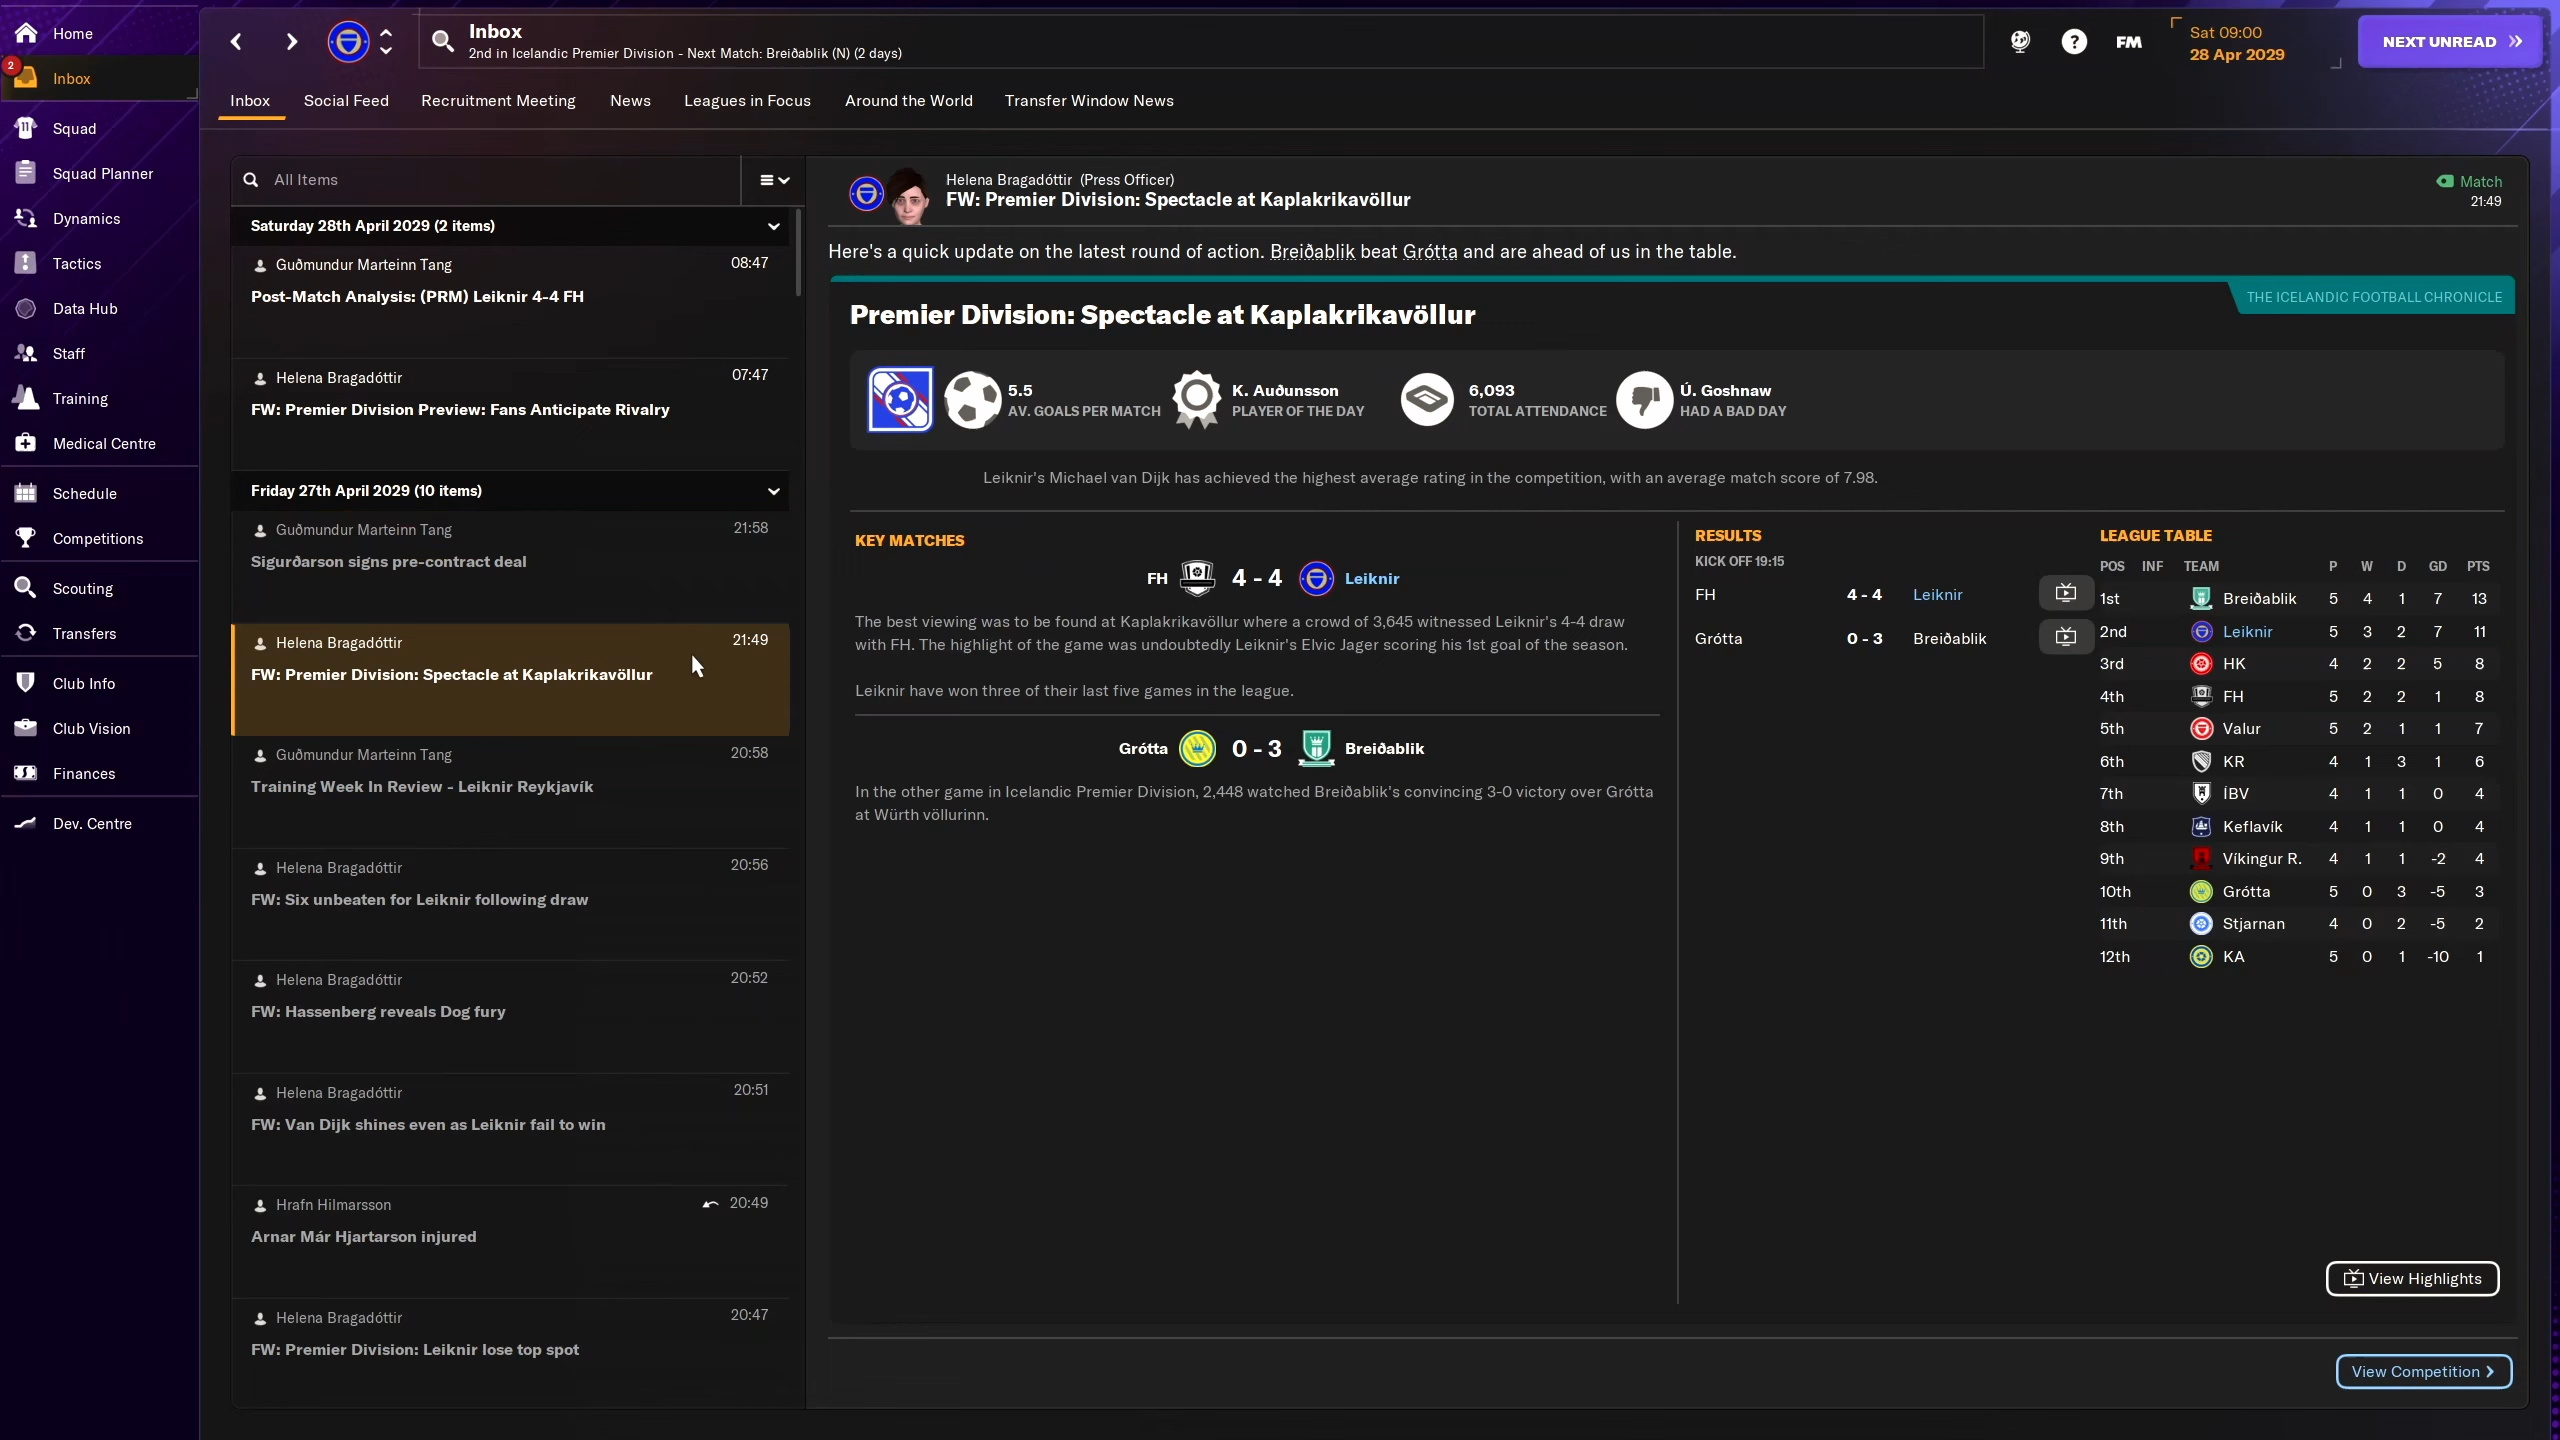 Home
2
Inbox
Squad
Squad Planner
Dynamics
Tactics
Data Hub
Staff
Training
Medical Centre
Schedule
Competitions
Scouting
Transfers
Club Info
Club Vision
Finances
Dev. Centre
Inbox
2nd in Icelandic Premier Division - Next Match: Breiðablik (N) (2 days)
?
FM
Sat 09:00
28 Apr 2029
NEXT UNREAD
Inbox Social Feed Recruitment Meeting News Leagues in Focus Around the World Transfer Window News
All Items
Saturday 28th April 2029 (2 items)
Guðmundur Marteinn Tang 08:47
Post-Match Analysis: (PRM) Leiknir 4-4 FH
Helena Bragadóttir 07:47
FW: Premier Division Preview: Fans Anticipate Rivalry
Friday 27th April 2029 (10 items)
Guðmundur Marteinn Tang 21:58
Sigurðarson signs pre-contract deal
Helena Bragadóttir 21:49
FW: Premier Division: Spectacle at Kaplakrikavöllur
Guðmundur Marteinn Tang 20:58
Training Week In Review - Leiknir Reykjavík
Helena Bragadóttir 20:56
FW: Six unbeaten for Leiknir following draw
Helena Bragadóttir 20:52
FW: Hassenberg reveals Dog fury
Helena Bragadóttir 20:51
FW: Van Dijk shines even as Leiknir fail to win
Hrafn Hilmarsson 20:49
Arnar Már Hjartarson injured
Helena Bragadóttir 20:47
FW: Premier Division: Leiknir lose top spot
Helena Bragadóttir (Press Officer)
FW: Premier Division: Spectacle at Kaplakrikavöllur
Match
21:49
Here's a quick update on the latest round of action. Breiðablik beat Grótta and are ahead of us in the table.
THE ICELANDIC FOOTBALL CHRONICLE
Premier Division: Spectacle at Kaplakrikavöllur
5.5
AV. GOALS PER MATCH
K. Auðunsson
PLAYER OF THE DAY
6,093
TOTAL ATTENDANCE
Ú. Goshnaw
HAD A BAD DAY
Leiknir's Michael van Dijk has achieved the highest average rating in the competition, with an average match score of 7.98.
KEY MATCHES
FH 4 - 4 Leiknir
The best viewing was to be found at Kaplakrikavöllur where a crowd of 3,645 witnessed Leiknir's 4-4 draw
with FH. The highlight of the game was undoubtedly Leiknir's Elvic Jager scoring his 1st goal of the season.
Leiknir have won three of their last five games in the league.
Grótta 0 - 3 Breiðablik
In the other game in Icelandic Premier Division, 2,448 watched Breiðablik's convincing 3-0 victory over Grótta
at Würth völlurinn.
RESULTS
KICK OFF 19:15
FH 4 - 4 Leiknir
Grótta 0 - 3 Breiðablik
LEAGUE TABLE
POS INF TEAM P W D GD PTS
1st Breiðablik 5 4 1 7 13
2nd Leiknir 5 3 2 7 11
3rd HK 4 2 2 5 8
4th FH 5 2 2 1 8
5th Valur 5 2 1 1 7
6th KR 4 1 3 1 6
7th ÍBV 4 1 1 0 4
8th Keflavík 4 1 1 0 4
9th Víkingur R. 4 1 1 -2 4
10th Grótta 5 0 3 -5 3
11th Stjarnan 4 0 2 -5 2
12th KA 5 0 1 -10 1
View Highlights
View Competition